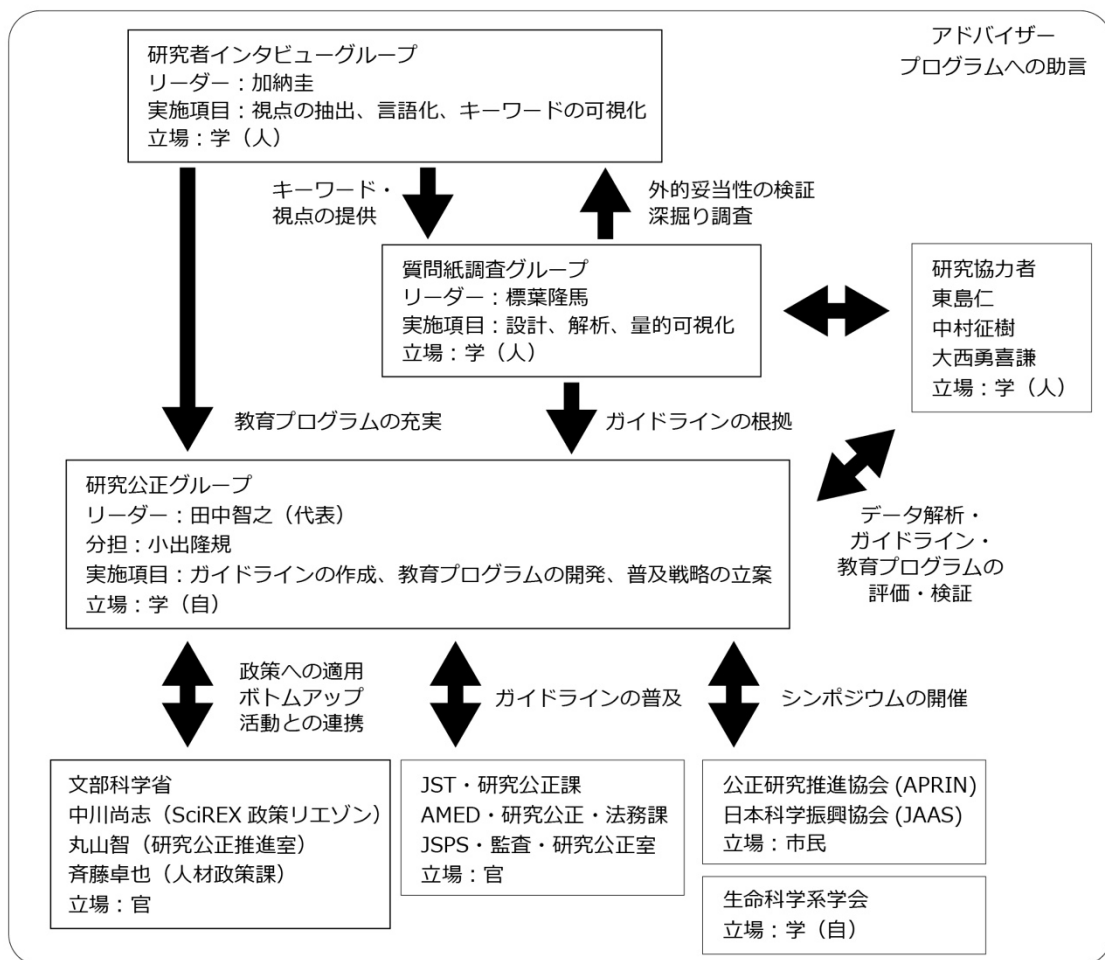 アドバイザー
プログラムへの助言
研究者インタビューグループ
リーダー：加納圭
実施項目：視点の抽出、言語化、キーワードの可視化
立場：学（人）
キーワード・
視点の提供
外的妥当性の検証
深掘り調査
質問紙調査グループ
リーダー：標葉隆馬
実施項目：設計、解析、量的可視化
立場：学（人）
研究協力者
東島仁
中村征樹
大西勇喜謙
立場：学（人）
教育プログラムの充実
ガイドラインの根拠
研究公正グループ
リーダー：田中智之（代表）
分担：小出隆規
実施項目：ガイドラインの作成、教育プログラムの開発、普及戦略の立案
立場：学（自）
データ解析・
ガイドライン・
教育プログラムの
評価・検証
政策への適用
ボトムアップ
活動との連携
ガイドラインの普及
シンポジウムの開催
文部科学省
中川尚志（SciREX 政策リエゾン）
丸山智（研究公正推進室）
斉藤卓也（人材政策課）
立場：官
JST・研究公正課
AMED・研究公正・法務課
JSPS・監査・研究公正室
立場：官
公正研究推進協会 (APRIN)
日本科学振興協会 (JAAS)
立場：市民
生命科学系学会
立場：学（自）